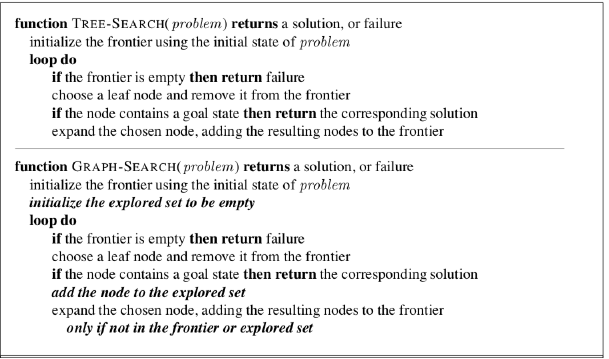 function TREE-SEARCH(problem) returns a solution, or failure
initialize the frontier using the initial state of problem
loop do
if the frontier is empty then return failure
choose a leaf node and remove it from the frontier
if the node contains a goal state then return the corresponding solution
expand the chosen node, adding the resulting nodes to the frontier
function GRAPH-SEARCH(problem) returns a solution, or failure
initialize the frontier using the initial state of problem
initialize the explored set to be empty
loop do
if the frontier is empty then return failure
choose a leaf node and remove it from the frontier
if the node contains a goal state then return the corresponding solution
add the node to the explored set
expand the chosen node, adding the resulting nodes to the frontier
only if not in the frontier or explored set